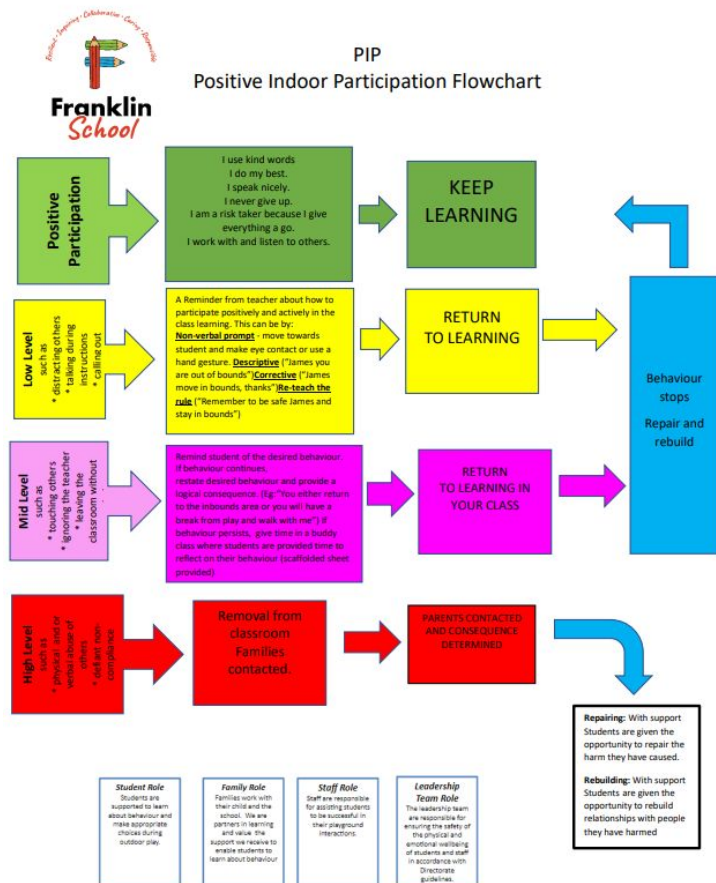 Resilient • Inspiring • Collaborative • Caring • Responsible
Franklin
School
PIP
Positive Indoor Participation Flowchart
Positive
Participation
I use kind words
I do my best.
I speak nicely.
I never give up.
I am a risk taker because I give
everything a go.
I work with and listen to others.
KEEP
LEARNING
Low Level
such as
* distracting others
* talking during
instructions
* calling out
A Reminder from teacher about how to
participate positively and actively in the
class learning. This can be by:
Non-verbal prompt - move towards
student and make eye contact or use a
hand gesture. Descriptive (“James you
are out of bounds”)Corrective (“James
move in bounds, thanks”)Re-teach the
rule (“Remember to be safe James and
stay in bounds”)
RETURN
TO LEARNING
Behaviour
stops
Repair and
rebuild
Mid Level
such as
* touching others
* ignoring the teacher
* leaving the
classroom without
Remind student of the desired behaviour.
If behaviour continues,
restate desired behaviour and provide a
logical consequence. (Eg:“You either return
to the inbounds area or you will have a
break from play and walk with me”) If
behaviour persists, give time in a buddy
class where students are provided time to
reflect on their behaviour (scaffolded sheet
provided)
RETURN
TO LEARNING IN
YOUR CLASS
High Level
such as
* physical and/or
verbal abuse of
others
* defiant non-
compliance
Removal from
classroom
Families
contacted.
PARENTS CONTACTED
AND CONSEQUENCE
DETERMINED
Repairing: With support
Students are given the
opportunity to repair the
harm they have caused.
Rebuilding: With support
Students are given the
opportunity to rebuild
relationships with people
they have harmed
Student Role
Students are
supported to learn
about behaviour and
make appropriate
choices during
outdoor play.
Family Role
Families work with
their child and the
school. We are
partners in learning
and value the
support we receive to
enable students to
learn about behaviour
Staff Role
Staff are responsible
for assisting students
to be successful in
their playground
interactions.
Leadership
Team Role
The leadership team
are responsible for
ensuring the safety of
the physical and
emotional wellbeing
of students and staff
in accordance with
Directorate
guidelines.